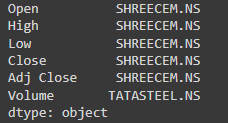 Open SHREECEM.NS
High SHREECEM.NS
Low SHREECEM.NS
Close SHREECEM.NS
Adj Close SHREECEM.NS
Volume TATASTEEL.NS
dtype: object